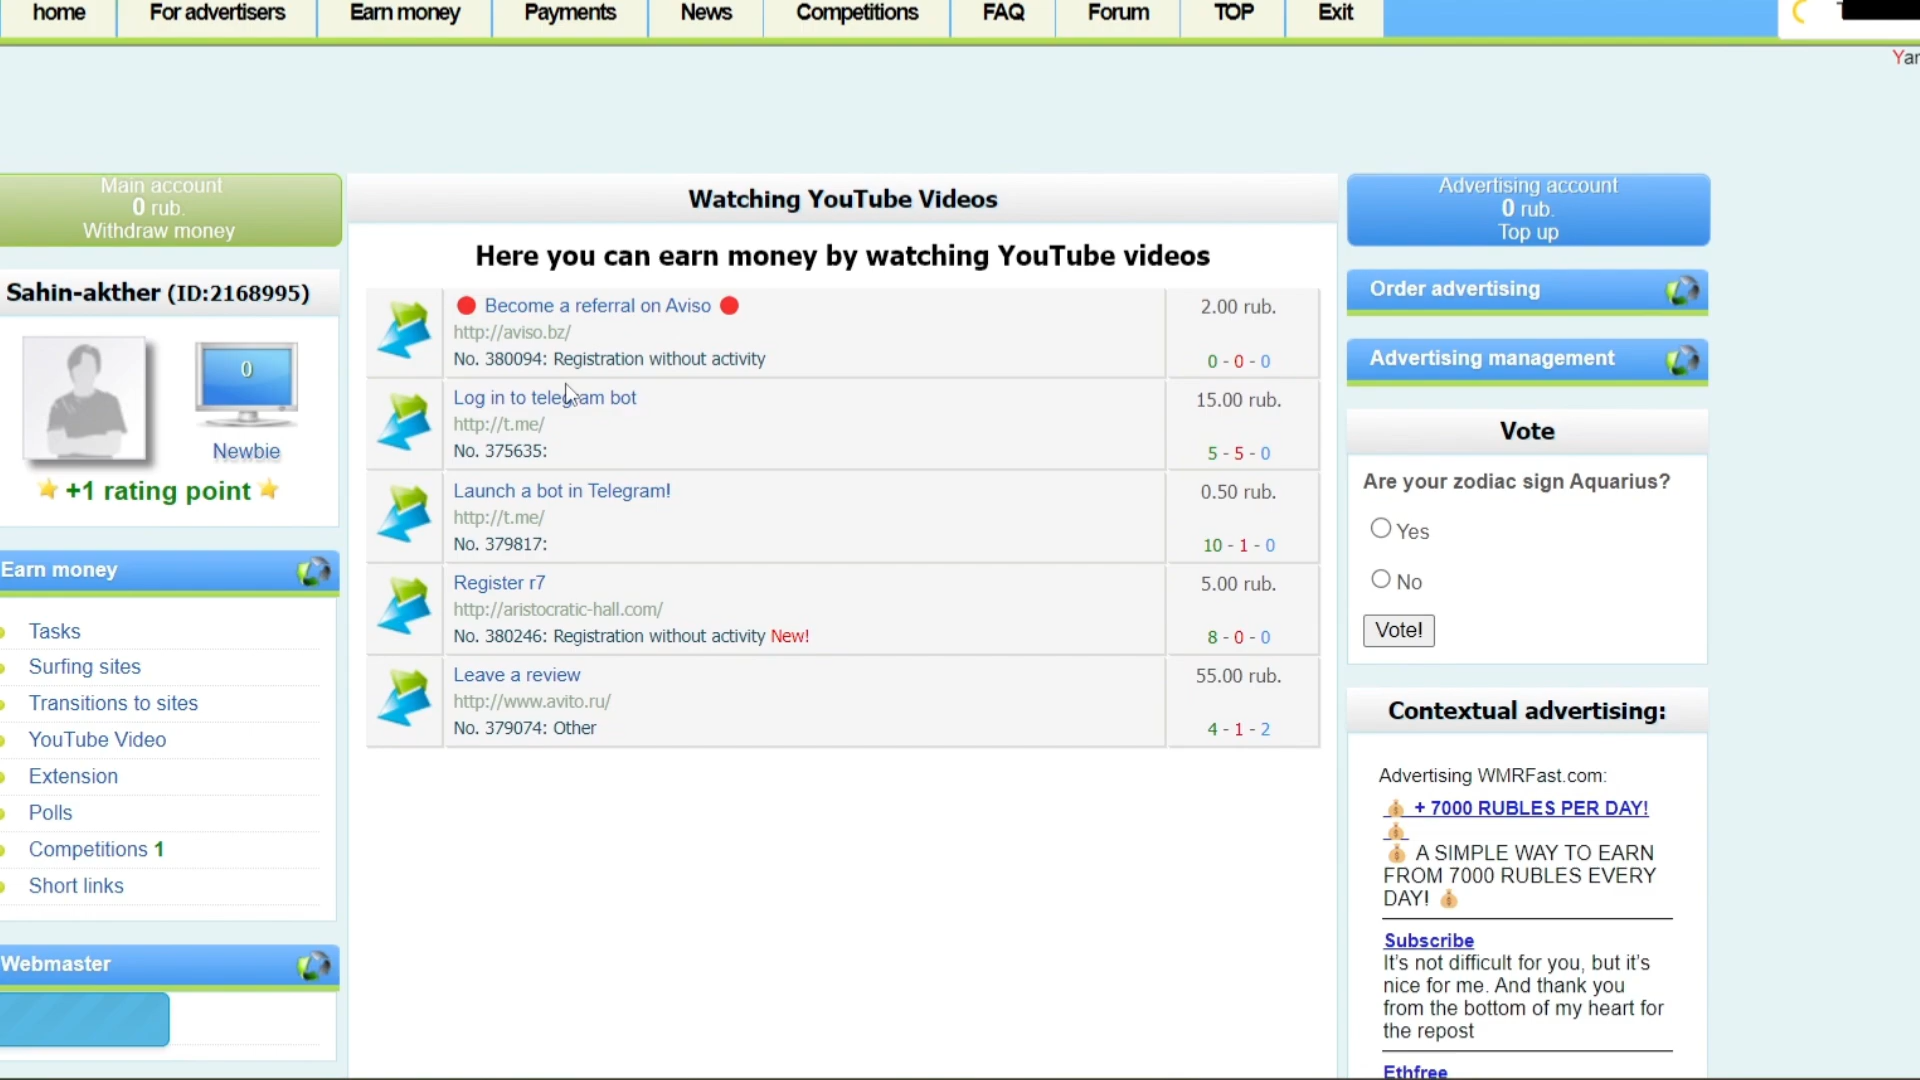 home
For advertisers
Earn money
Payments
News
Competitions
FAQ
Forum
TOP
Exit
Main account
0 rub.
Withdraw money
Sahin-akther (ID:2168995)
0
Newbie
+1 rating point
Earn money
Tasks
Surfing sites
Transitions to sites
YouTube Video
Extension
Polls
Competitions 1
Short links
Webmaster
Watching YouTube Videos
Here you can earn money by watching YouTube videos
🔴 Become a referral on Aviso 🔴
http://aviso.bz/
No. 380094: Registration without activity
2.00 rub.
0 - 0 - 0
Log in to telegram bot
http://t.me/
No. 375635:
15.00 rub.
5 - 5 - 0
Launch a bot in Telegram!
http://t.me/
No. 379817:
0.50 rub.
10 - 1 - 0
Register r7
http://aristocratic-hall.com/
No. 380246: Registration without activity New!
5.00 rub.
8 - 0 - 0
Leave a review
http://www.avito.ru/
No. 379074: Other
55.00 rub.
4 - 1 - 2
Advertising account
0 rub.
Top up
Order advertising
Advertising management
Vote
Are your zodiac sign Aquarius?
Yes
No
Vote!
Contextual advertising:
Advertising WMRFast.com:
💰 + 7000 RUBLES PER DAY!
💰
💰 A SIMPLE WAY TO EARN
FROM 7000 RUBLES EVERY
DAY! 💰
Subscribe
It's not difficult for you, but it's
nice for me. And thank you
from the bottom of my heart for
the repost
Ethfree